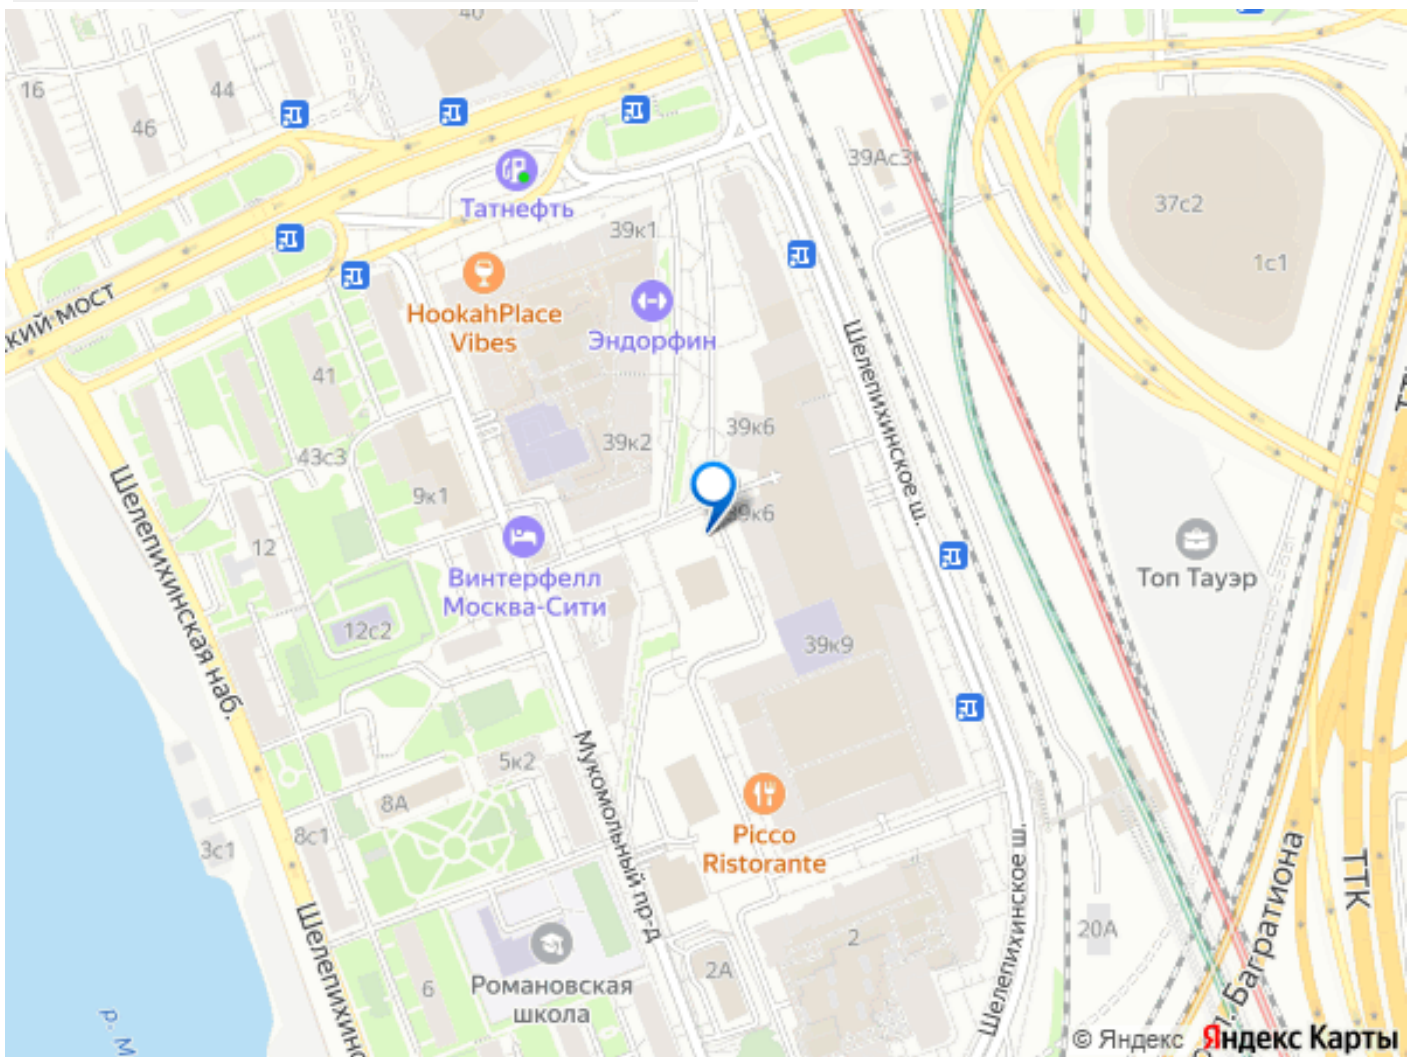 40
16
44
46
39Ас3
37с2
Татнефть
39к1
1с1
HookahPlace
Vibes
Эндорфин
кий мост
41
Шелепихинское ш.
39к6
39к2
43с3
9к1
39к6
Шелепихинская наб.
12
Топ Тауэр
Винтерфелл
Москва-Сити
12с2
39к9
5к2
Мукомольный пр-д
8А
Picco
Ristorante
8с1
3с1
Шелепихинское ш.
Багратиона
ТТК
20А
2
2А
6
Романовская
школа
Шелепихинс
р. М
© Яндекс Яндекс Карты